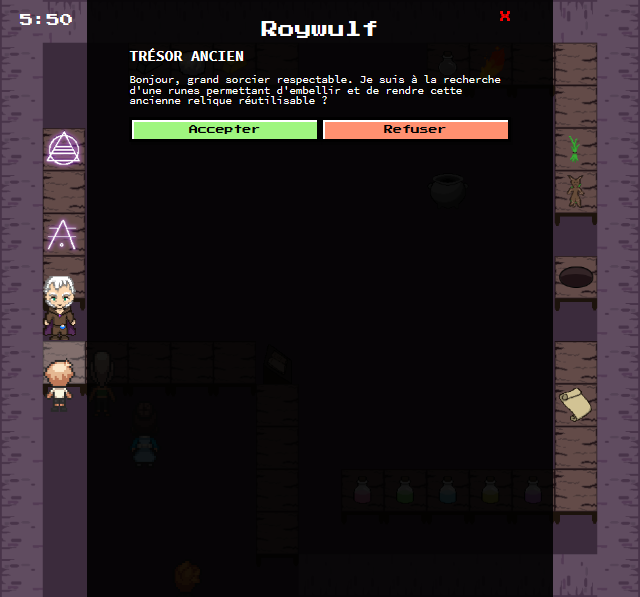 5:50
x
Roywulf
TRÉSOR ANCIEN
Bonjour, grand sorcier respectable. Je suis à la recherche
d'une runes permettant d'embellir et de rendre cette
ancienne relique réutilisable ?
Accepter
Refuser